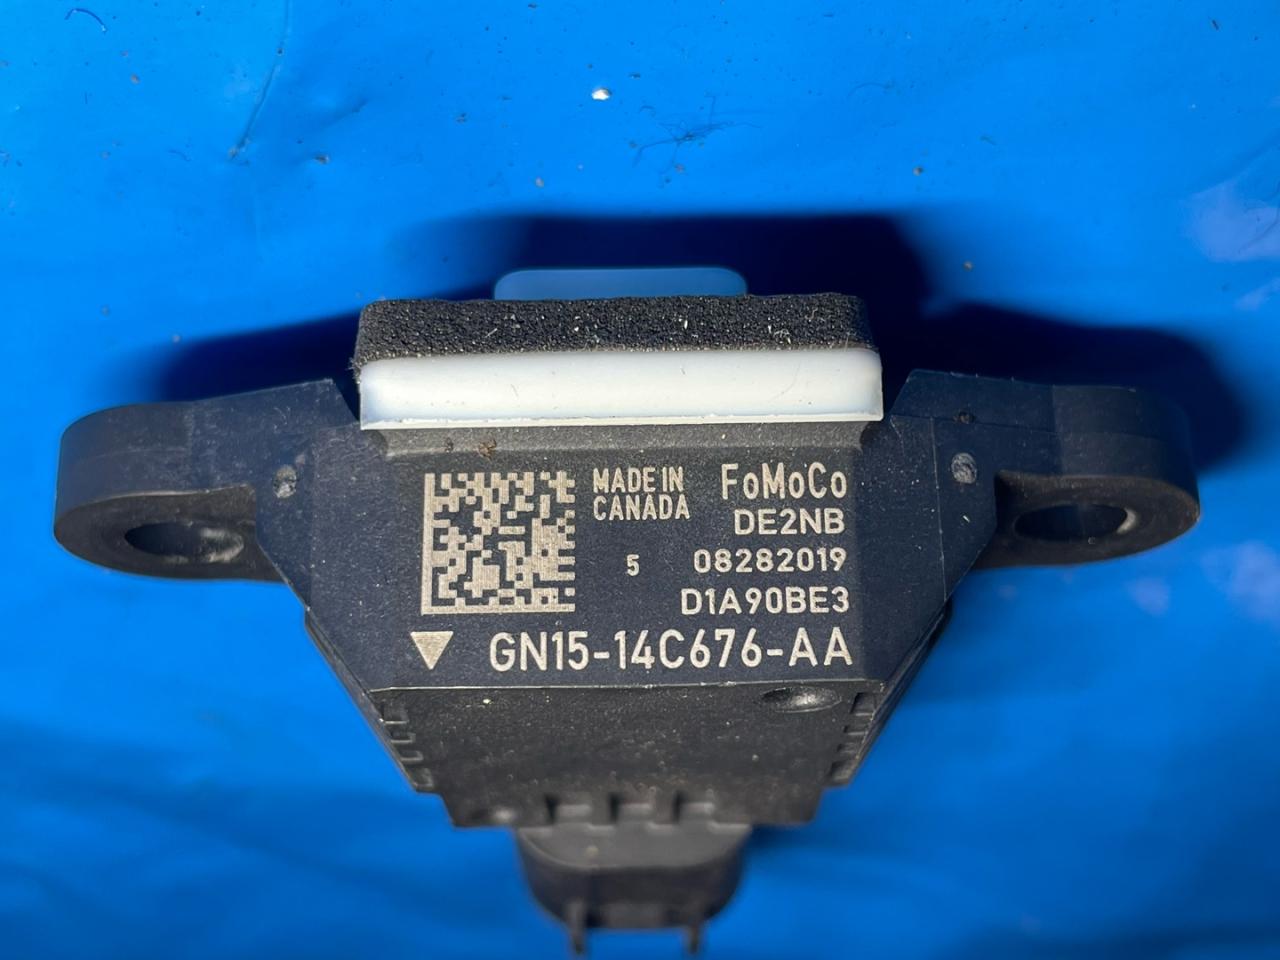 MADE IN
CANADA
FoMoCo
DE2NB
5 08282019
D1A90BE3
GN15-14C676-AA